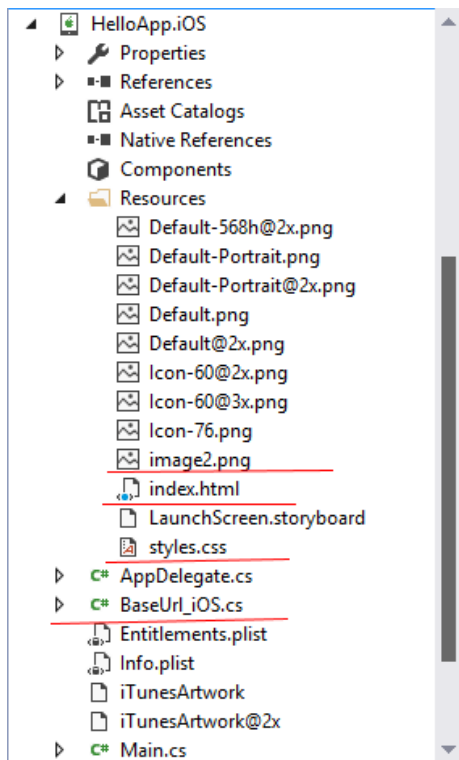 HelloApp.iOS
Properties
References
Asset Catalogs
Native References
Components
Resources
Default-568h@2x.png
Default-Portrait.png
Default-Portrait@2x.png
Default.png
Default@2x.png
Icon-60@2x.png
Icon-60@3x.png
Icon-76.png
image2.png
index.html
LaunchScreen.storyboard
styles.css
C# AppDelegate.cs
C# BaseUrl_iOS.cs
Entitlements.plist
Info.plist
iTunesArtwork
iTunesArtwork@2x
C# Main.cs